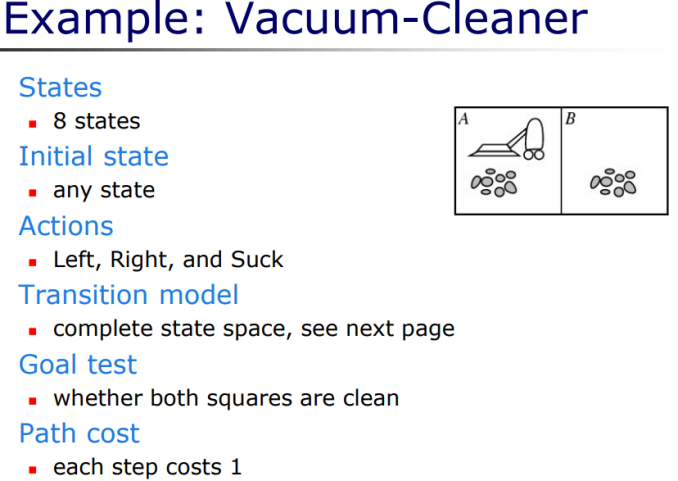 Example: Vacuum-Cleaner
States
8 states
A
B
Initial state
any state
Actions
Left, Right, and Suck
Transition model
complete state space, see next page
Goal test
whether both squares are clean
Path cost
each step costs 1